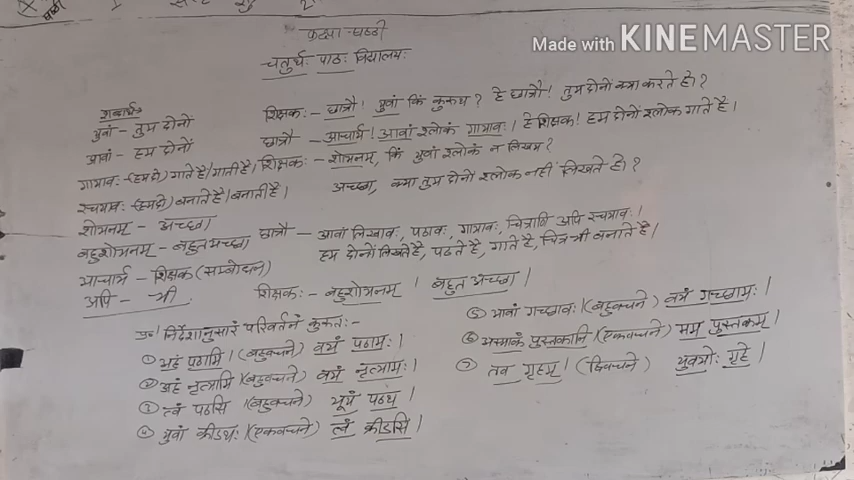 Made with KINEMASTER
कक्षा - षष्ठी
चतुर्थः पाठः विद्यालयः
शब्दार्थ
युवां - तुम दोनों
आवां - हम दोनों
गायावः - (हम दो) गाते हैं/गाती हैं।
रचयावः - (हम दो) बनाते हैं/बनाती हैं।
शोभनम् - अच्छा
बहुशोभनम् - बहुत अच्छा
आचार्य - शिक्षक (सम्बोधन)
अपि - भी
शिक्षकः - छात्रौ! युवां किं कुरुथः? हे छात्रौ! तुम दोनों क्या करते हो?
छात्रौ - आचार्य! आवां श्लोकं गायावः। हे शिक्षक! हम दोनों श्लोक गाते हैं।
शिक्षकः - शोभनम्, किं युवां श्लोकं न लिखथः?
अच्छा, क्या तुम दोनों श्लोक नहीं लिखते हो?
छात्रौ - आवां लिखावः, पठावः, गायावः, चित्राणि अपि रचयावः।
हम दोनों लिखते है, पढते है, गाते है, चित्र भी बनाते है।
शिक्षकः - बहुशोभनम्। बहुत अच्छा।
प्र॰। निर्देशानुसारं परिवर्तनं कुरुत:-
① अहं पठामि। (बहुवचने) वयं पठामः।
② अहं नृत्यामि (बहुवचने) वयं नृत्यामः।
③ त्वं पठसि। (बहुवचने) यूयं पठथ।
④ युवां क्रीडथः। (एकवचने) त्वं क्रीडसि।
⑤ आवां गच्छावः। (बहुवचने) वयं गच्छामः।
⑥ अस्माकं पुस्तकानि। (एकवचने) मम पुस्तकम्।
⑦ तव गृहम्। (द्विवचने) युवयोः गृहे।